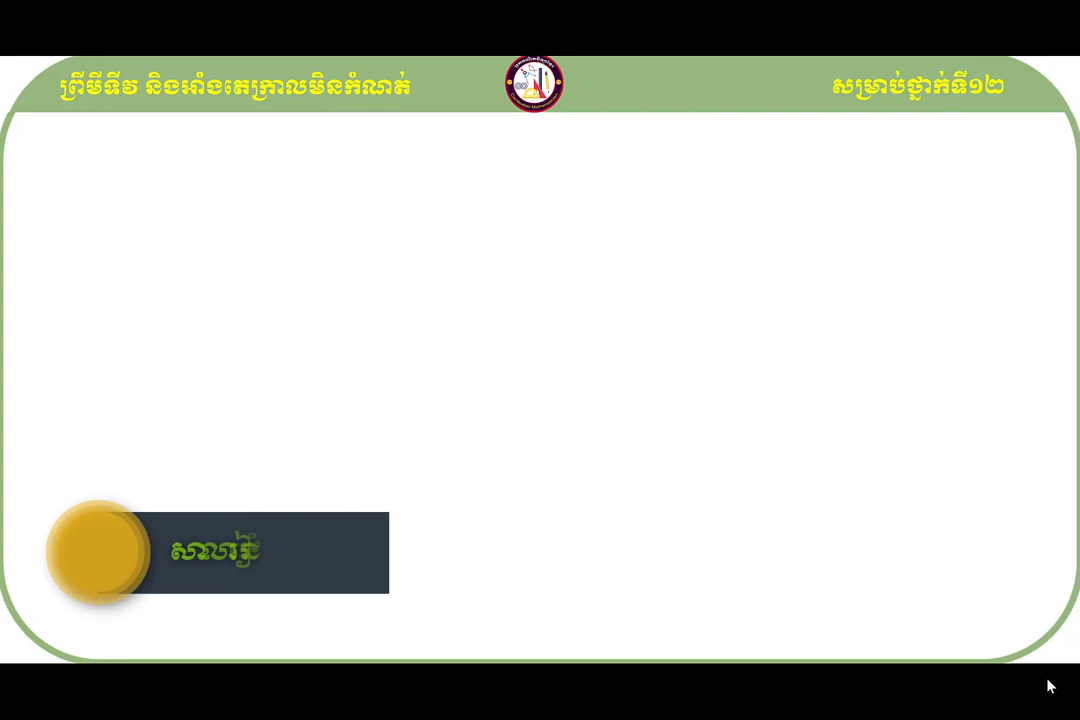 ព្រីមីទីវ និងអាំងតេក្រាលមិនកំណត់
សម្រាប់ថ្នាក់ទី១២